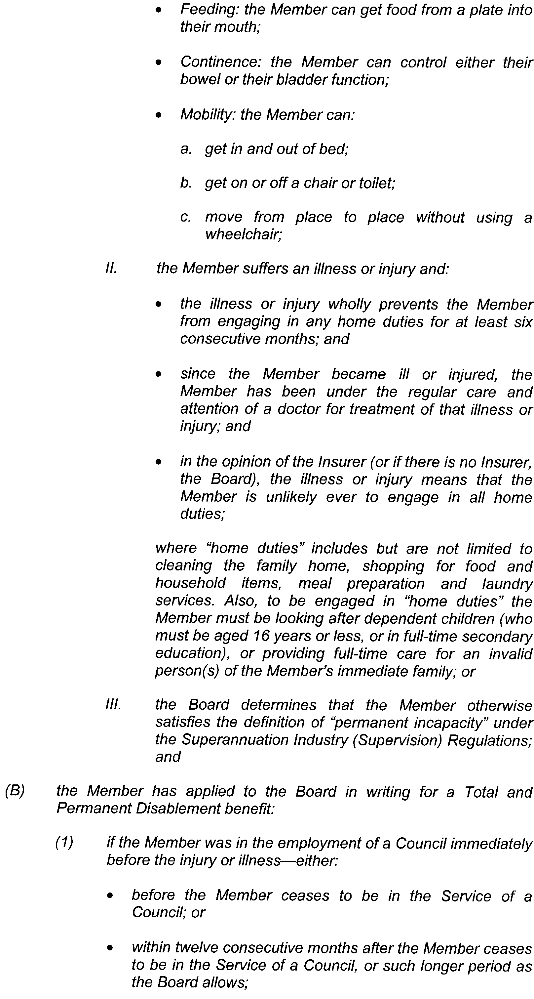 • Feeding: the Member can get food from a plate into
their mouth;
• Continence: the Member can control either their
bowel or their bladder function;
• Mobility: the Member can:
a. get in and out of bed;
b. get on or off a chair or toilet;
c. move from place to place without using a
wheelchair;
II. the Member suffers an illness or injury and:
• the illness or injury wholly prevents the Member
from engaging in any home duties for at least six
consecutive months; and
• since the Member became ill or injured, the
Member has been under the regular care and
attention of a doctor for treatment of that illness or
injury; and
• in the opinion of the Insurer (or if there is no Insurer,
the Board), the illness or injury means that the
Member is unlikely ever to engage in all home
duties;
where “home duties” includes but are not limited to
cleaning the family home, shopping for food and
household items, meal preparation and laundry
services. Also, to be engaged in “home duties” the
Member must be looking after dependent children (who
must be aged 16 years or less, or in full-time secondary
education), or providing full-time care for an invalid
person(s) of the Member’s immediate family; or
III. the Board determines that the Member otherwise
satisfies the definition of “permanent incapacity” under
the Superannuation Industry (Supervision) Regulations;
and
(B) the Member has applied to the Board in writing for a Total and
Permanent Disablement benefit:
(1) if the Member was in the employment of a Council immediately
before the injury or illness—either:
• before the Member ceases to be in the Service of a
Council; or
• within twelve consecutive months after the Member ceases
to be in the Service of a Council, or such longer period as
the Board allows;